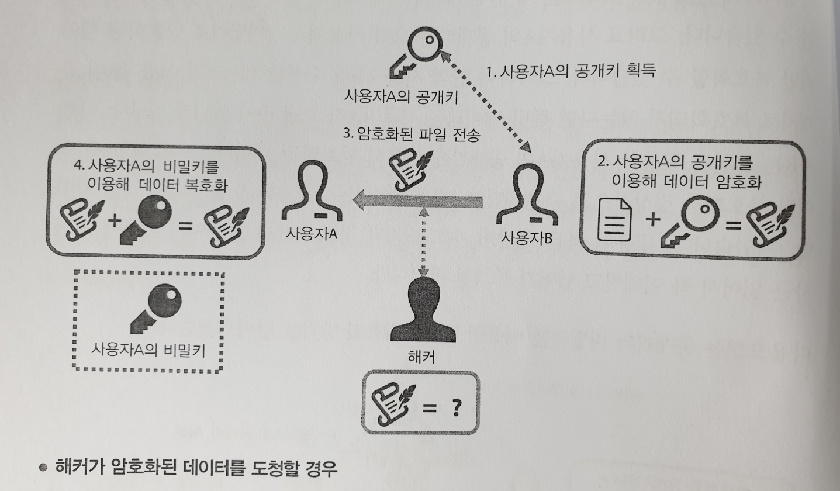 1. 사용자A의 공개키 획득
사용자A의 공개키
3. 암호화된 파일 전송
4. 사용자A의 비밀키를
이용해 데이터 복호화
+
=
사용자A
사용자B
2. 사용자A의 공개키를
이용해 데이터 암호화
+
=
사용자A의 비밀키
해커
= ?
● 해커가 암호화된 데이터를 도청할 경우